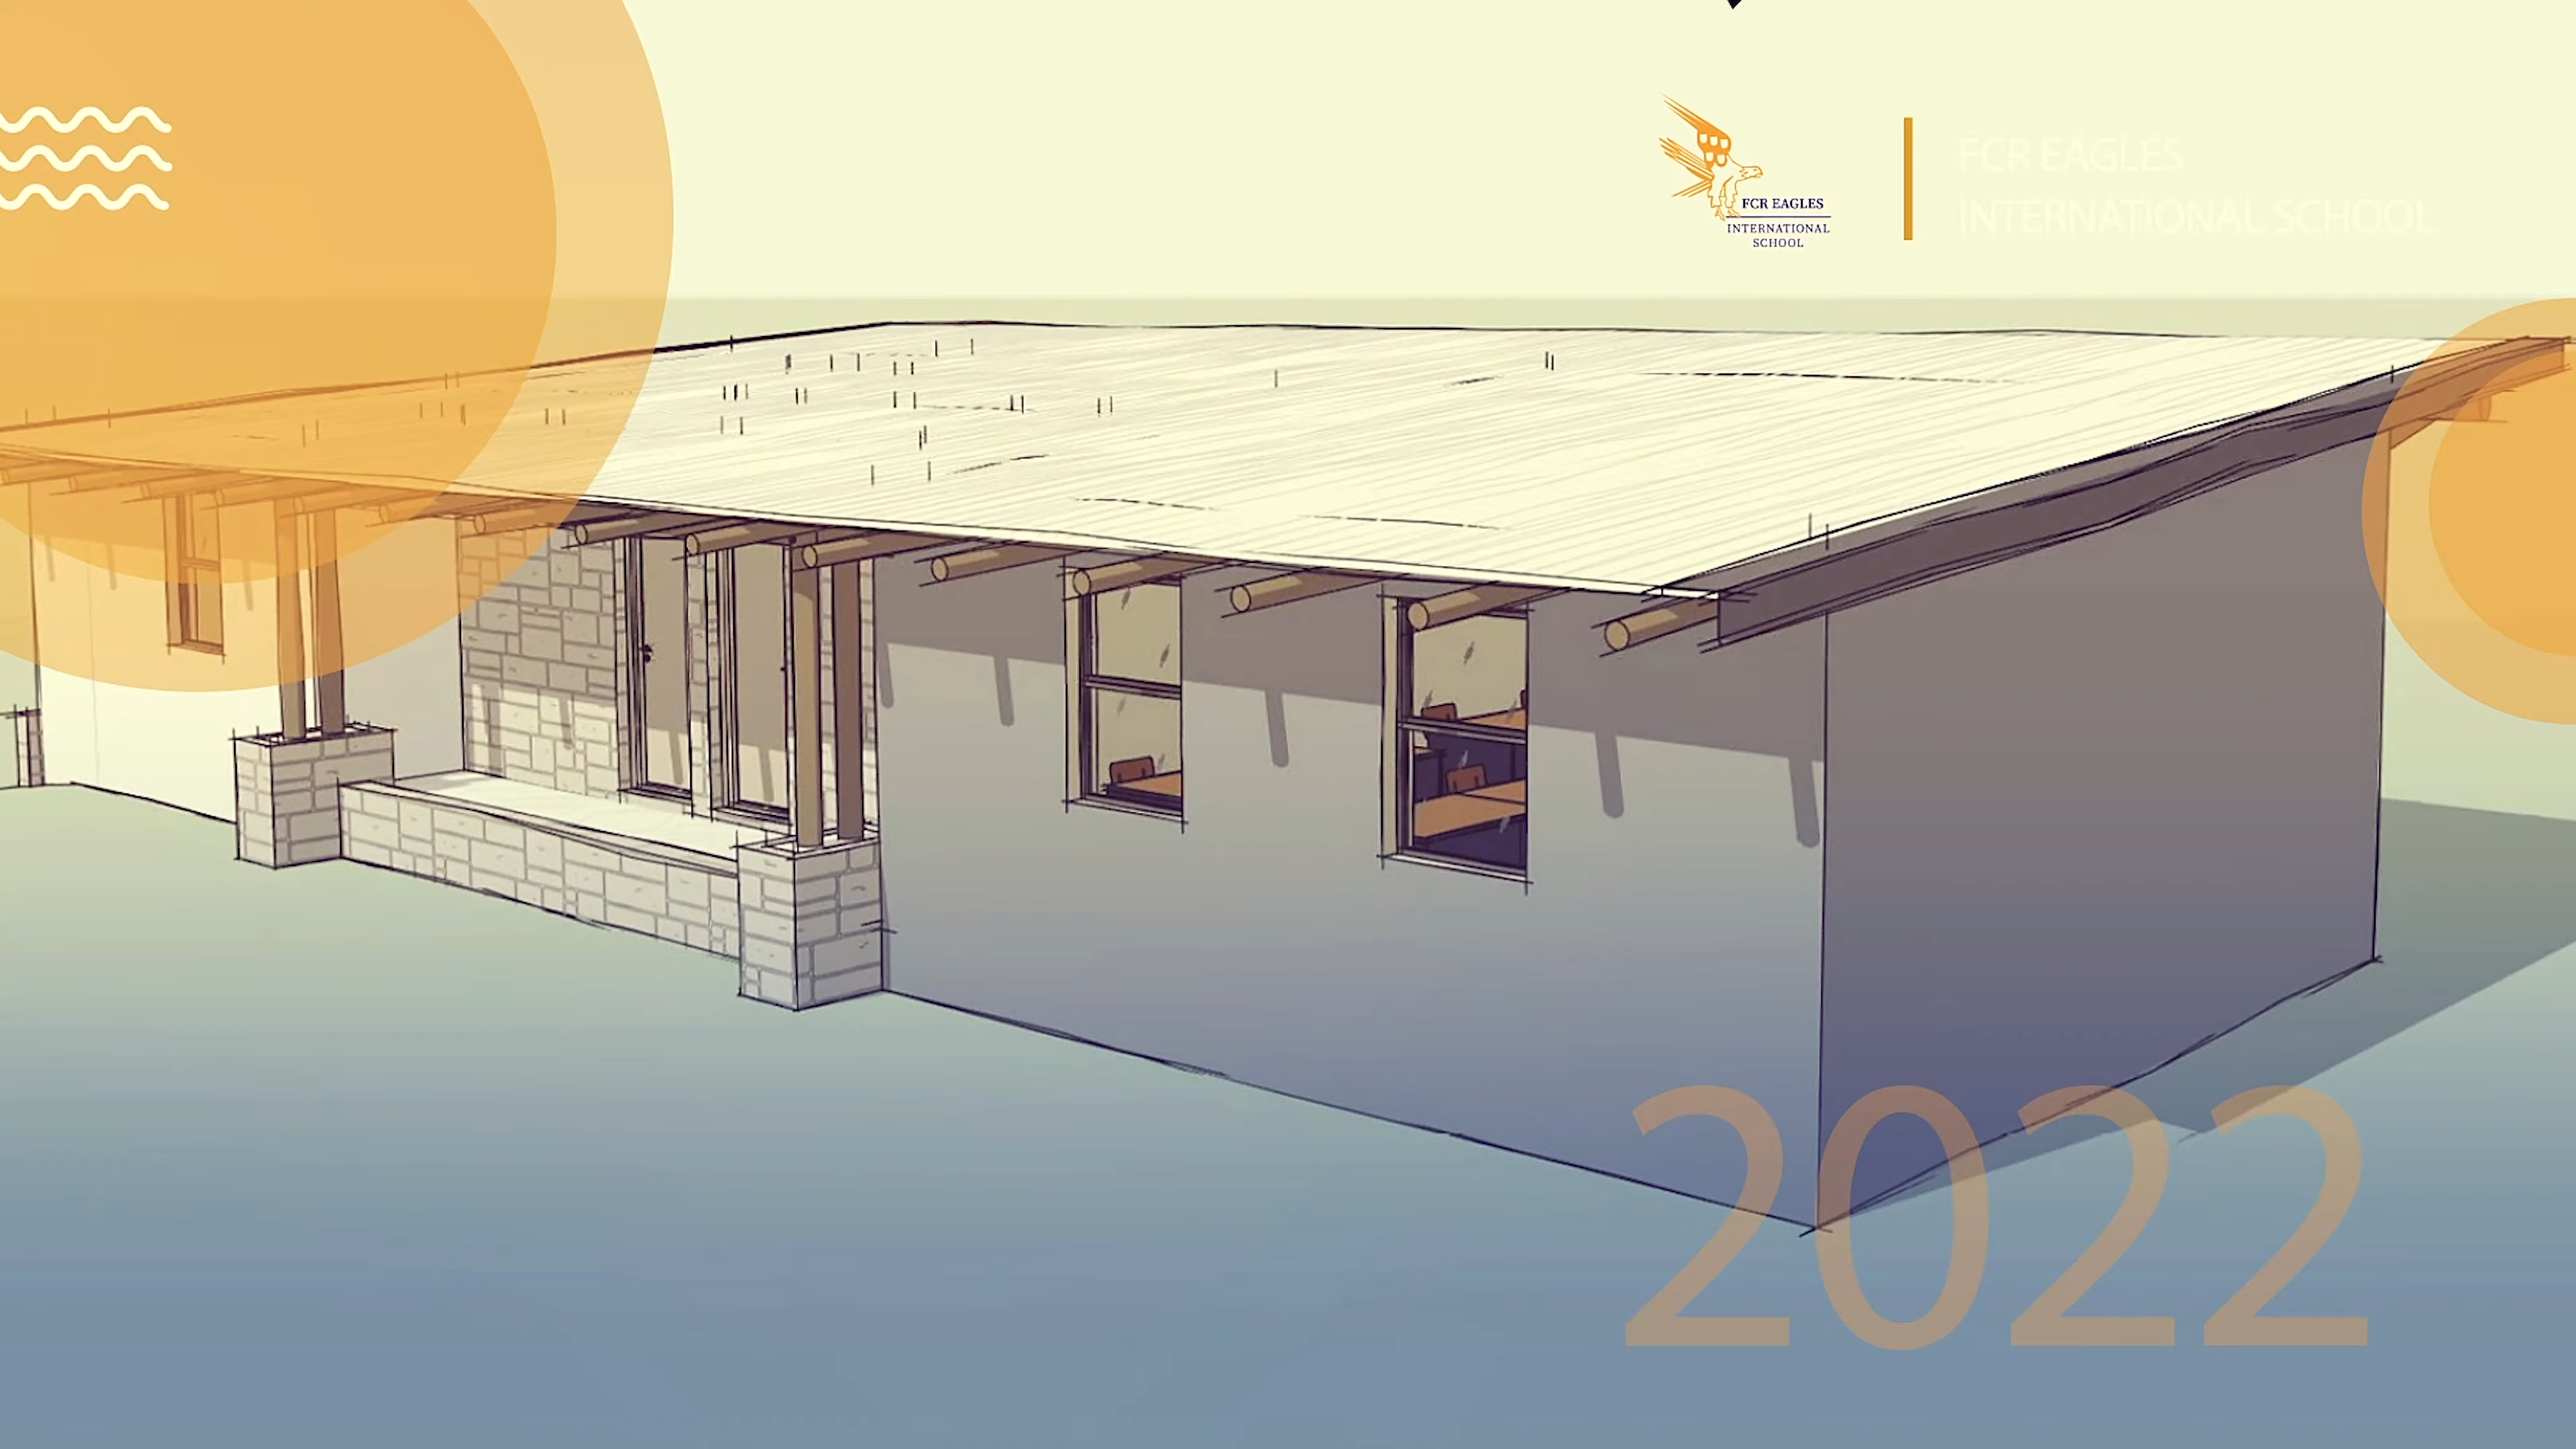 FCR EAGLES
INTERNATIONAL
SCHOOL
FCR EAGLES
INTERNATIONAL SCHOOL
2022